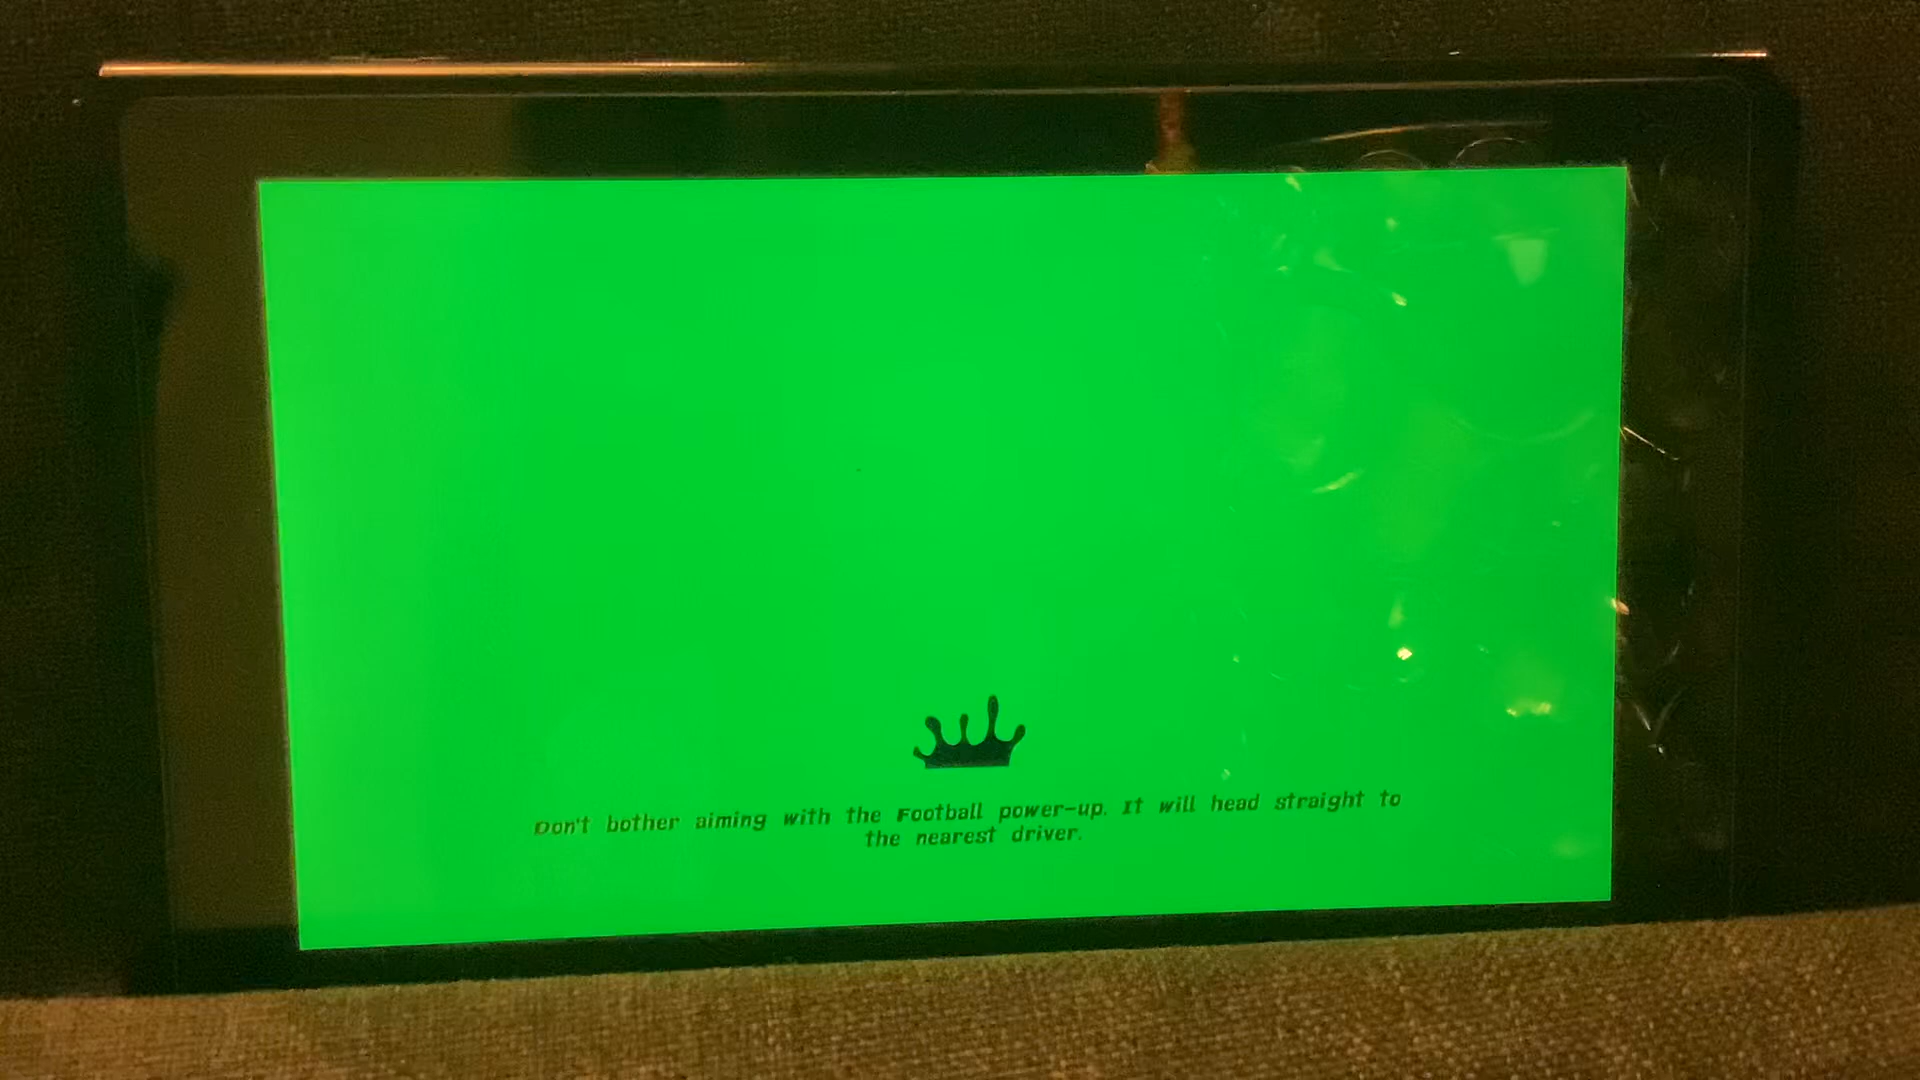 Don't bother aiming with the Football power-up. It will head straight to
the nearest driver.